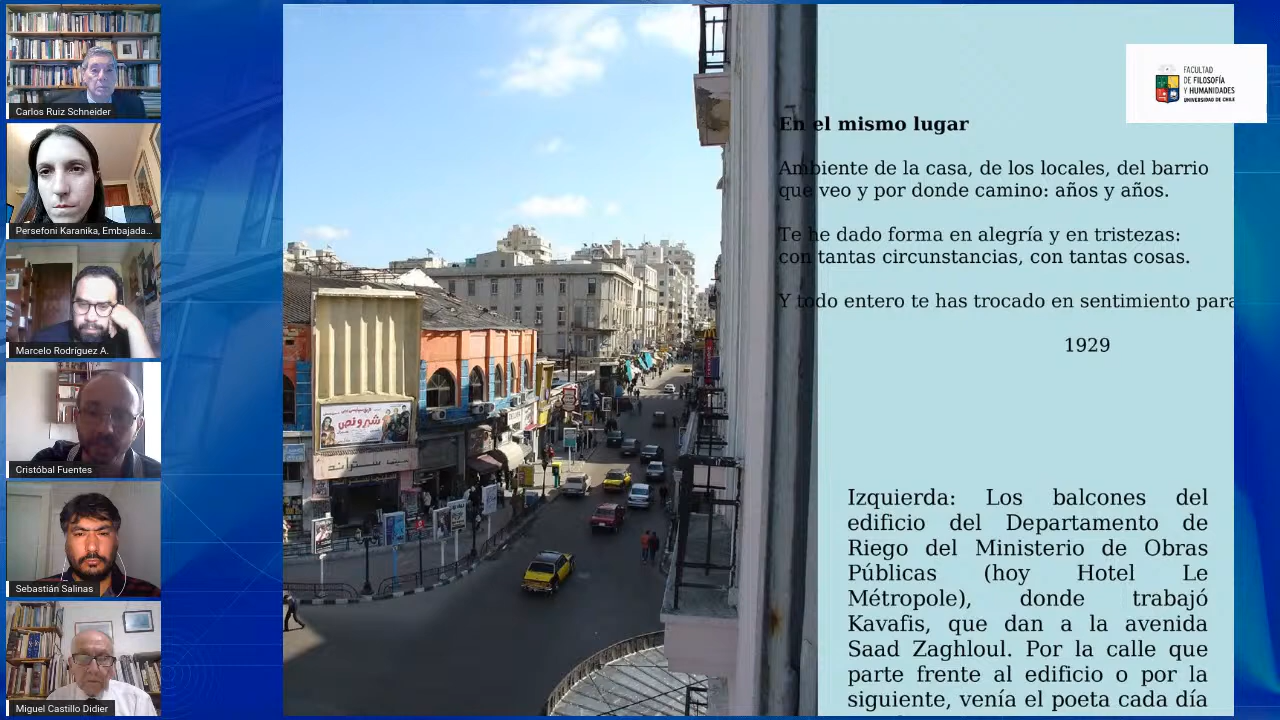 Carlos Ruiz Schneider
Persefoni Karanika, Embajada...
Marcelo Rodríguez A.
Cristóbal Fuentes
Sebastián Salinas
Miguel Castillo Didier
FACULTAD
DE FILOSOFÍA
Y HUMANIDADES
UNIVERSIDAD DE CHILE
En el mismo lugar
Ambiente de la casa, de los locales, del barrio
que veo y por donde camino: años y años.
Te he dado forma en alegría y en tristezas:
con tantas circunstancias, con tantas cosas.
Y todo entero te has trocado en sentimiento para
1929
Izquierda: Los balcones del
edificio del Departamento de
Riego del Ministerio de Obras
Públicas (hoy Hotel Le
Métropole), donde trabajó
Kavafis, que dan a la avenida
Saad Zaghloul. Por la calle que
parte frente al edificio o por la
siguiente, venía el poeta cada día